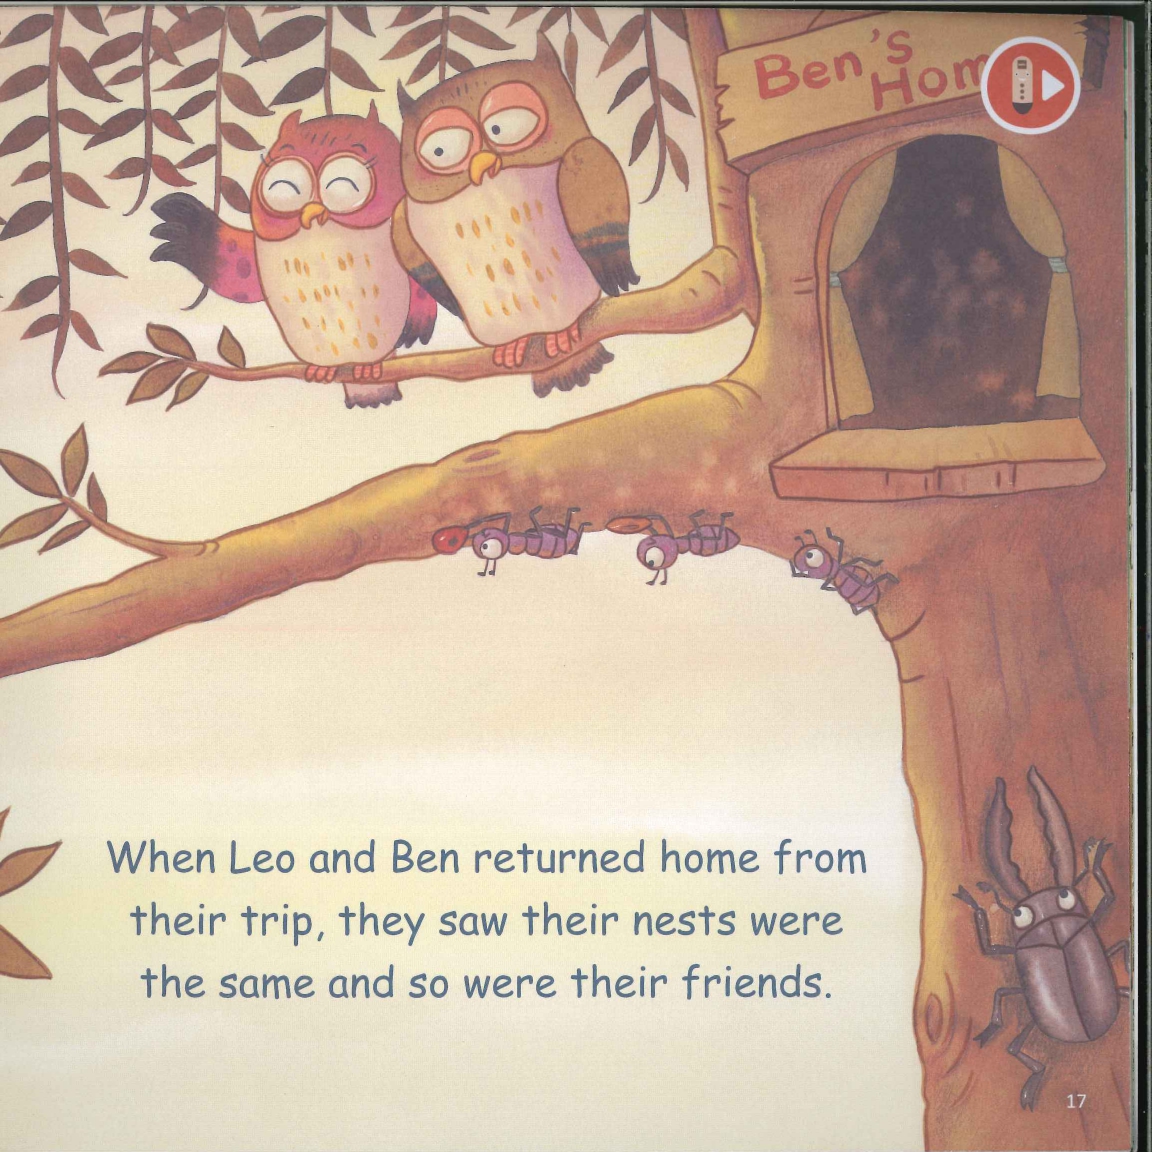 Ben's
Hom
When Leo and Ben returned home from
their trip, they saw their nests were
the same and so were their friends.
17